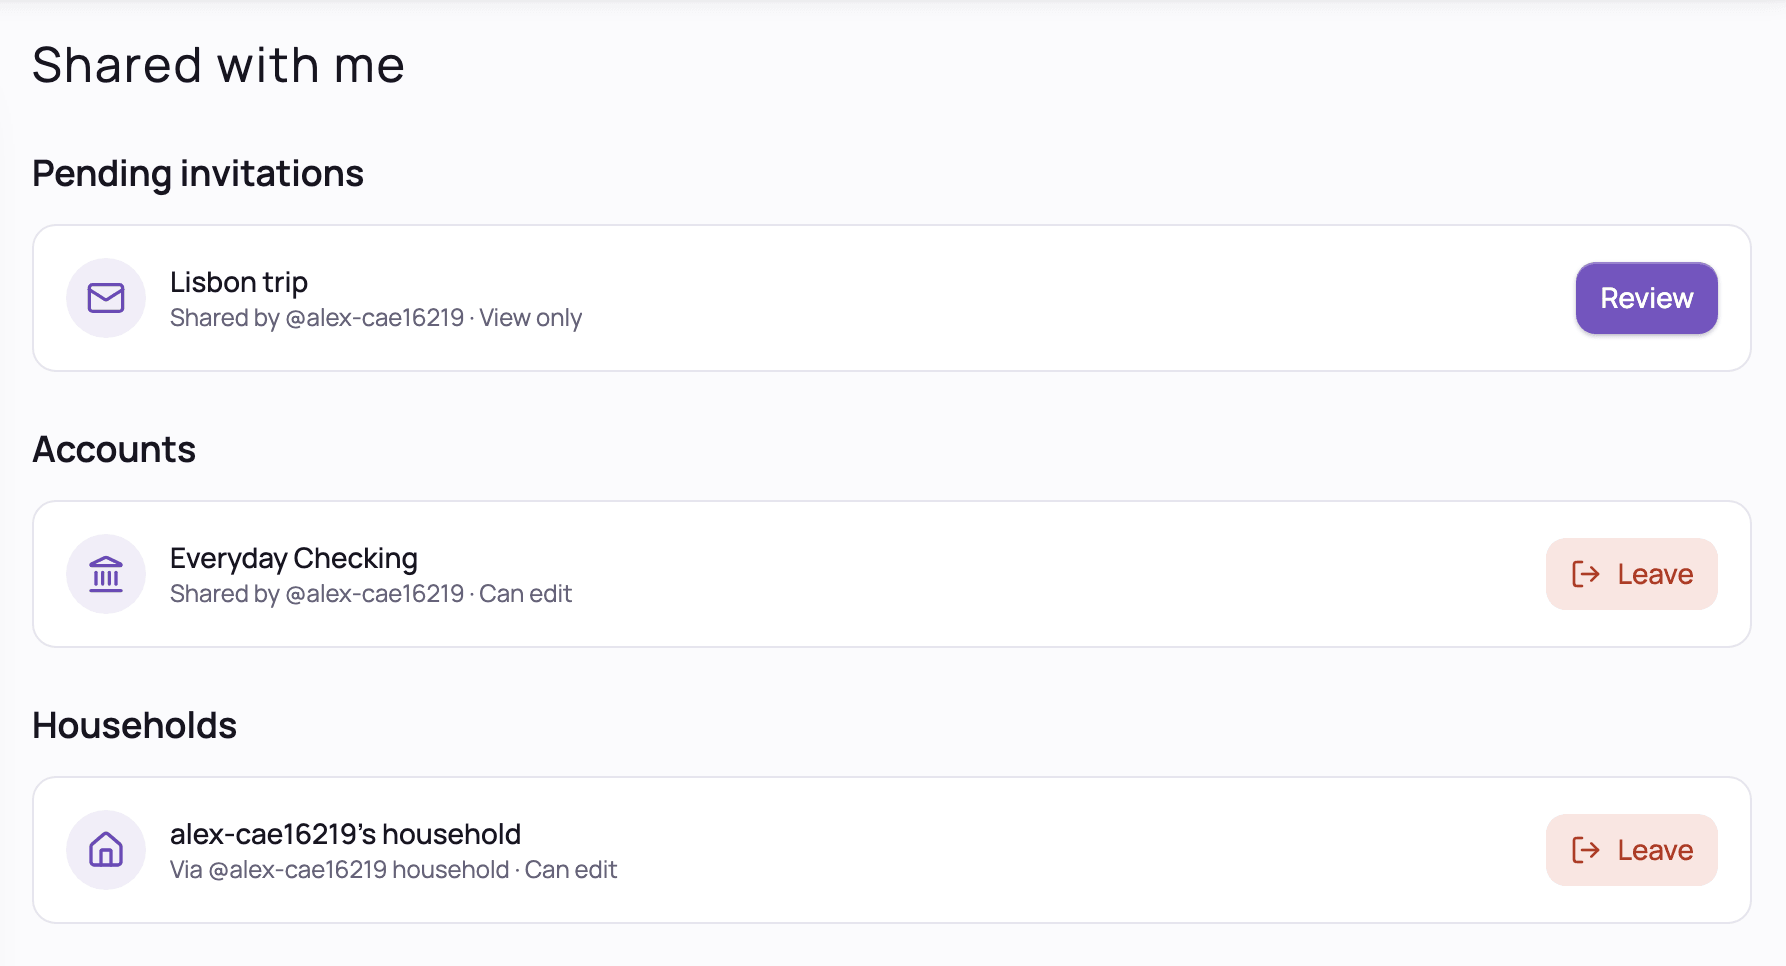 Shared with me
Pending invitations
Lisbon trip
Shared by @alex-cae16219 · View only
Review
Accounts
Everyday Checking
Shared by @alex-cae16219 · Can edit
Leave
Households
alex-cae16219’s household
Via @alex-cae16219 household · Can edit
Leave